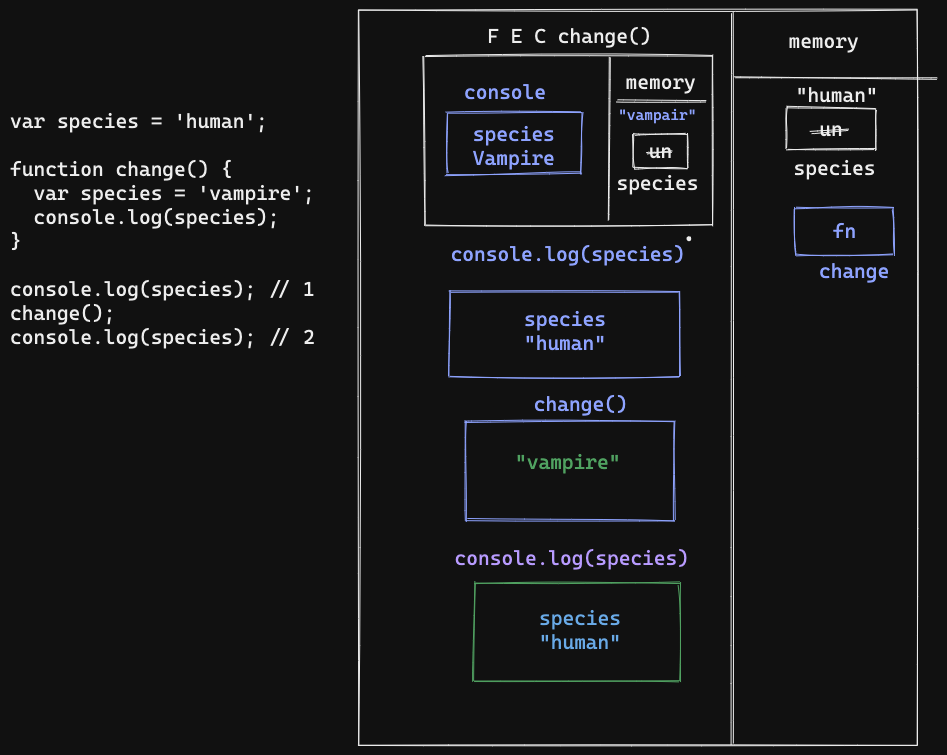 var species = 'human';
function change() {
  var species = 'vampire';
  console.log(species);
}
console.log(species); // 1
change();
console.log(species); // 2
F E C change()
console
species
Vampire
memory
"vampair"
un
species
console.log(species)
species
"human"
change()
"vampire"
console.log(species)
species
"human"
memory
"human"
un
species
fn
change